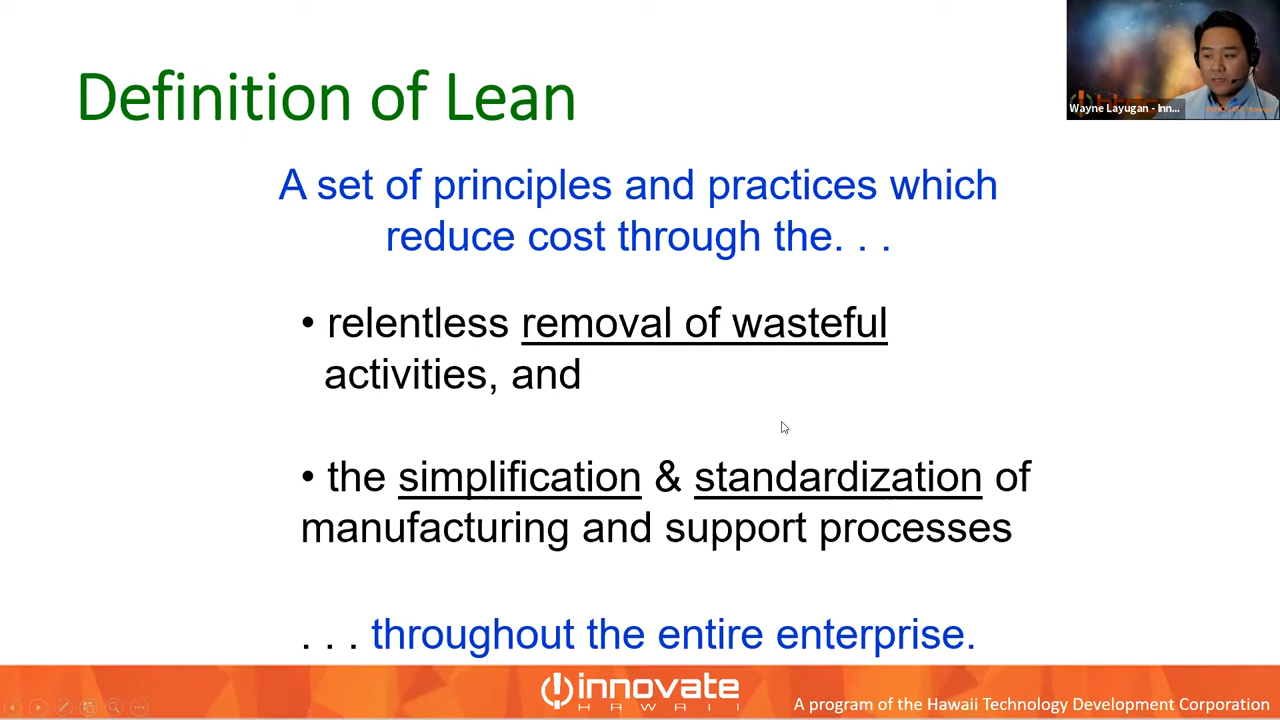 Definition of Lean
Wayne Layugan - Inn...
A set of principles and practices which
reduce cost through the. . .
• relentless removal of wasteful
activities, and
• the simplification & standardization of
manufacturing and support processes
. . . throughout the entire enterprise.
innovate
HAWAII
A program of the Hawaii Technology Development Corporation